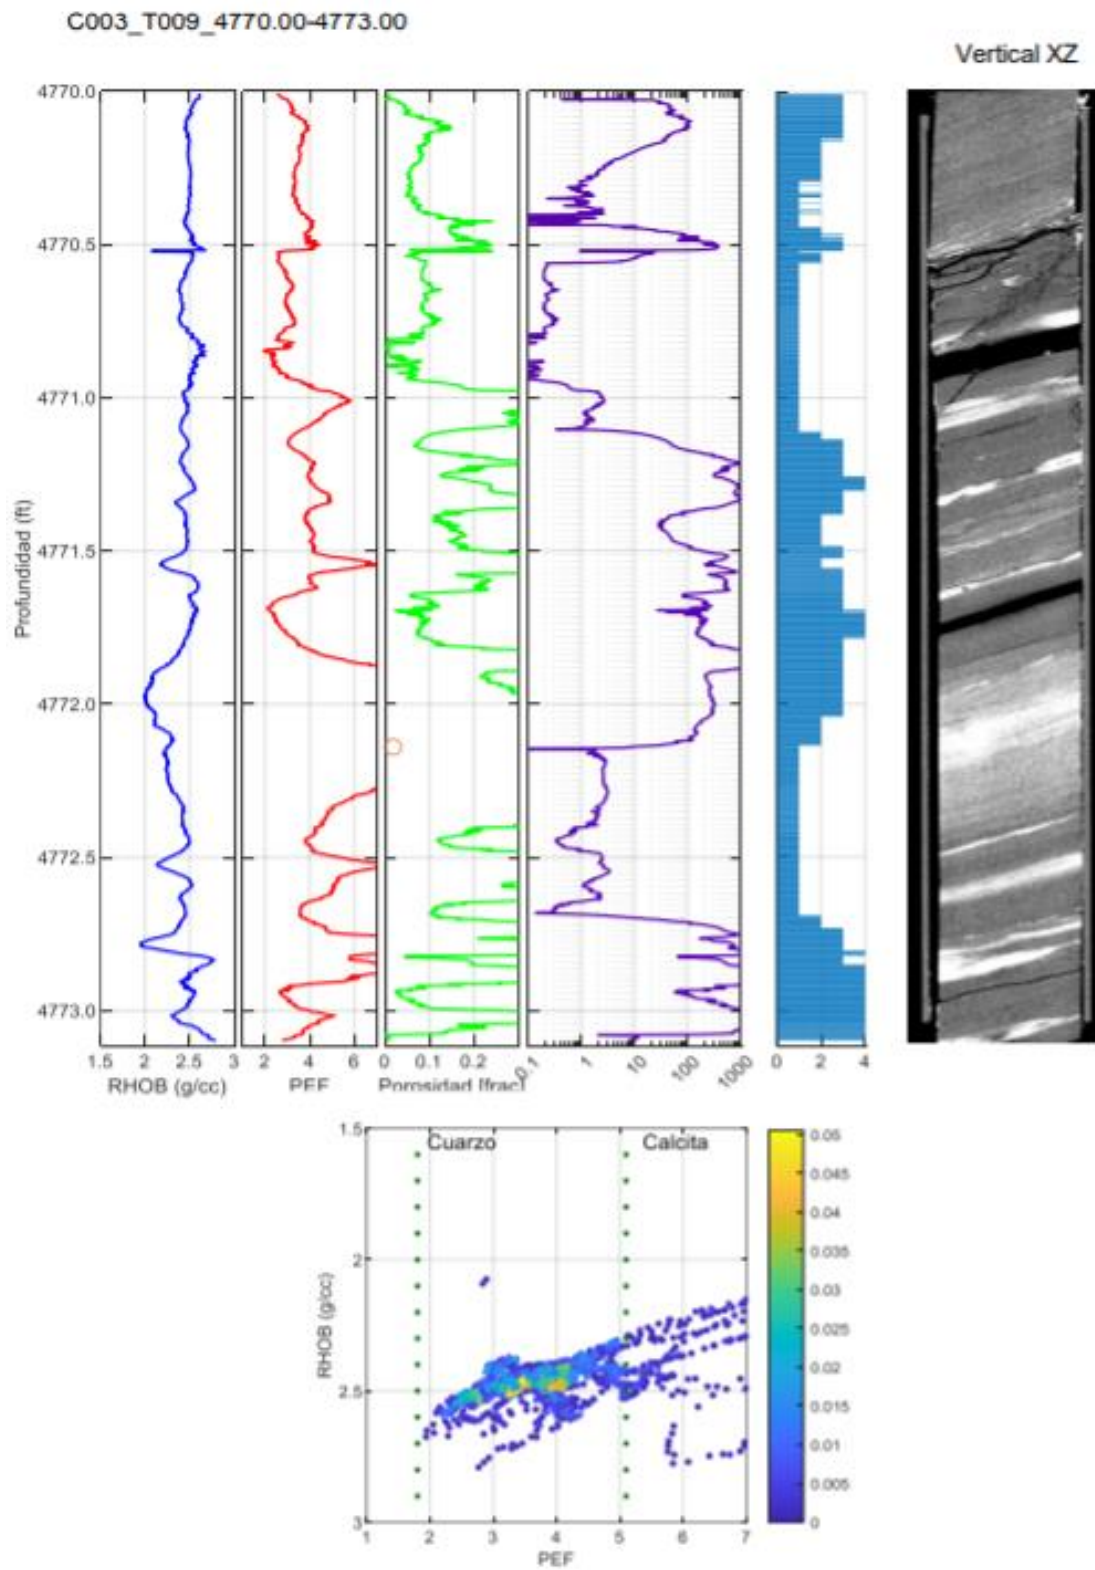 C003_T009_4770.00-4773.00
Vertical XZ
4770.0
4770.5
4771.0
4771.5
4772.0
4772.5
4773.0
Profundidad (ft)
1.5 2 2.5 3
RHOB (g/cc)
2 4 6
PEF
0 0.1 0.2
Porosidad [frac]
0.1 1 10 100 1000
0 2 4
Cuarzo Calcita
1.5
2
2.5
3
RHOB (g/cc)
1 2 3 4 5 6 7
PEF
0.05
0.045
0.04
0.035
0.03
0.025
0.02
0.015
0.01
0.005
0